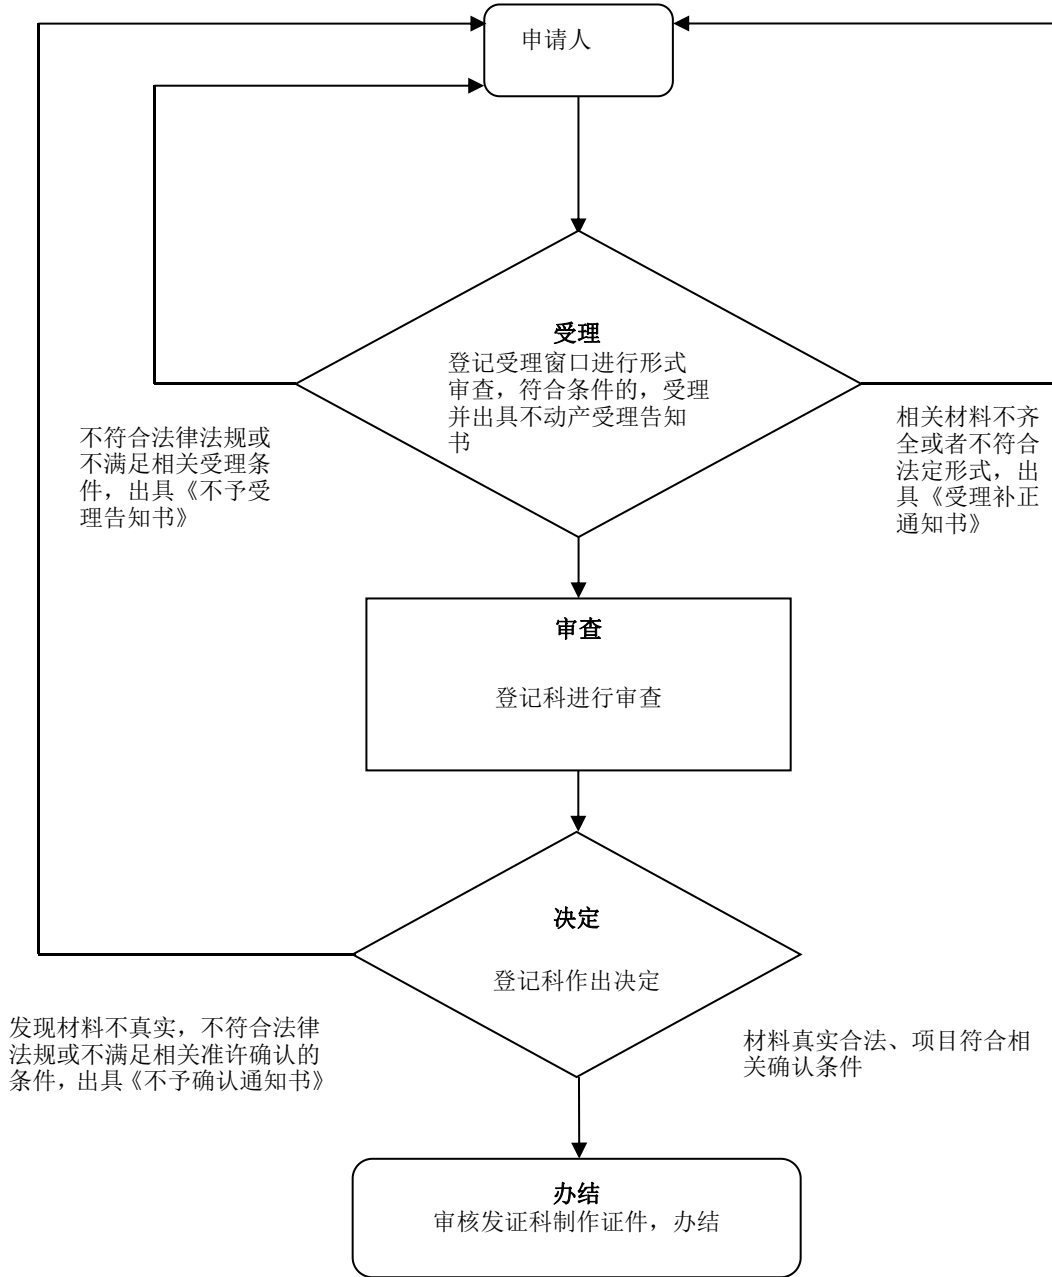 申请人
受理
登记受理窗口进行形式
审查，符合条件的，受理
并出具不动产受理告知
书
不符合法律法规或
不满足相关受理条
件，出具《不予受
理告知书》
相关材料不齐
全或者不符合
法定形式，出
具《受理补正
通知书》
审查
登记科进行审查
决定
登记科作出决定
发现材料不真实，不符合法律
法规或不满足相关准许确认的
条件，出具《不予确认通知书》
材料真实合法、项目符合相
关确认条件
办结
审核发证科制作证件，办结